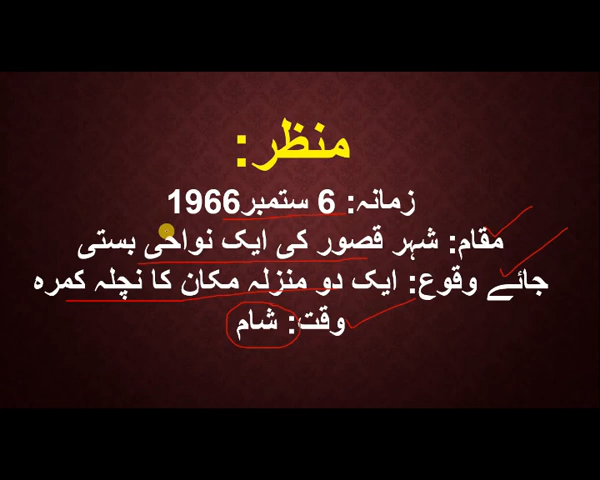 منظر:
زمانہ: 6 ستمبر1966
مقام: شہر قصور کی ایک نواحی بستی
جائے وقوع: ایک دو منزلہ مکان کا نچلہ کمرہ
وقت: شام